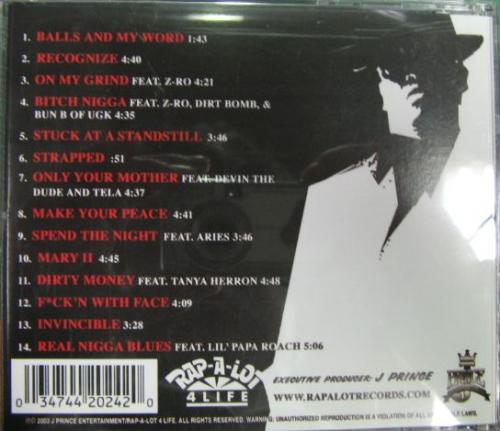 1. BALLS AND MY WORD 1:43
2. RECOGNIZE 4:40
3. ON MY GRIND FEAT. Z-RO 4:21
4. BITCH NIGGA FEAT. Z-RO, DIRT BOMB, &
BUN B OF UGK 4:35
5. STUCK AT A STANDSTILL 3:46
6. STRAPPED :51
7. ONLY YOUR MOTHER FEAT. DEVIN THE
DUDE AND TELA 4:37
8. MAKE YOUR PEACE 4:41
9. SPEND THE NIGHT FEAT. ARIES 3:46
10. MARY II 4:45
11. DIRTY MONEY FEAT. TANYA HERRON 4:48
12. F*CK'N WITH FACE 4:09
13. INVINCIBLE 3:28
14. REAL NIGGA BLUES FEAT. LIL' PAPA ROACH 5:06
RAP-A-LOT
4 LIFE
EXECUTIVE PRODUCER: J PRINCE
WWW.RAPALOTRECORDS.COM
0 34744 20242 0
© 2003 J PRINCE ENTERTAINMENT/RAP-A-LOT 4 LIFE. ALL RIGHTS RESERVED. WARNING: UNAUTHORIZED REPRODUCTION IS A VIOLATION OF ALL LAWS.